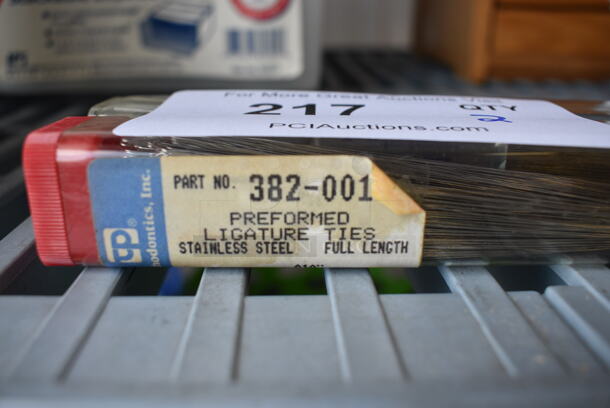 For More Great Auctions Visit
217 QTY
2
PCIAuctions.com
PART NO. 382-001
PREFORMED
LIGATURE TIES
STAINLESS STEEL FULL LENGTH
odontics, Inc.